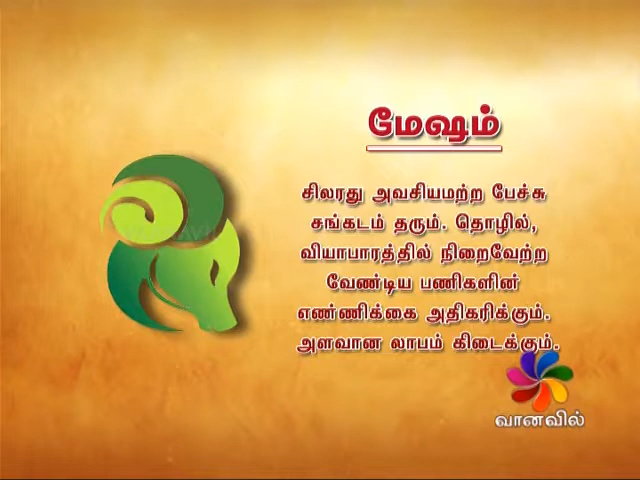 மேஷம்
சிலரது அவசியமற்ற பேச்சு
சங்கடம் தரும். தொழில்,
வியாபாரத்தில் நிறைவேற்ற
வேண்டிய பணிகளின்
எண்ணிக்கை அதிகரிக்கும்.
அளவான லாபம் கிடைக்கும்.
வானவில்